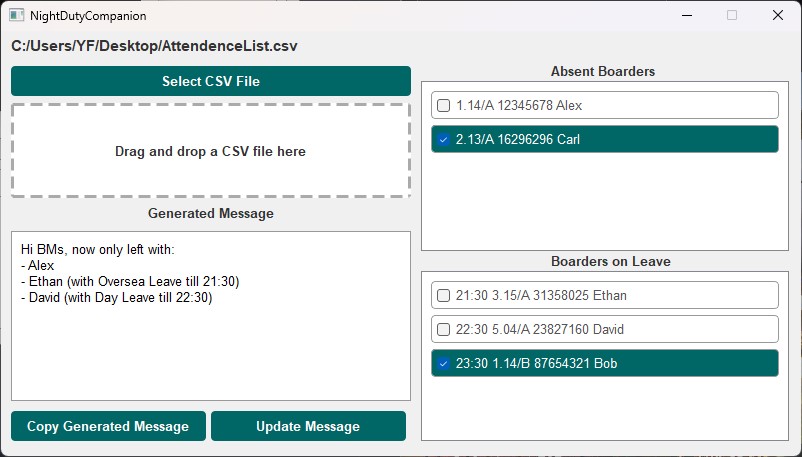 NightDutyCompanion
C:/Users/YF/Desktop/AttendenceList.csv
Select CSV File
Drag and drop a CSV file here
Generated Message
Hi BMs, now only left with:
- Alex
- Ethan (with Oversea Leave till 21:30)
- David (with Day Leave till 22:30)
Copy Generated Message
Update Message
Absent Boarders
1.14/A 12345678 Alex
2.13/A 16296296 Carl
Boarders on Leave
21:30 3.15/A 31358025 Ethan
22:30 5.04/A 23827160 David
23:30 1.14/B 87654321 Bob